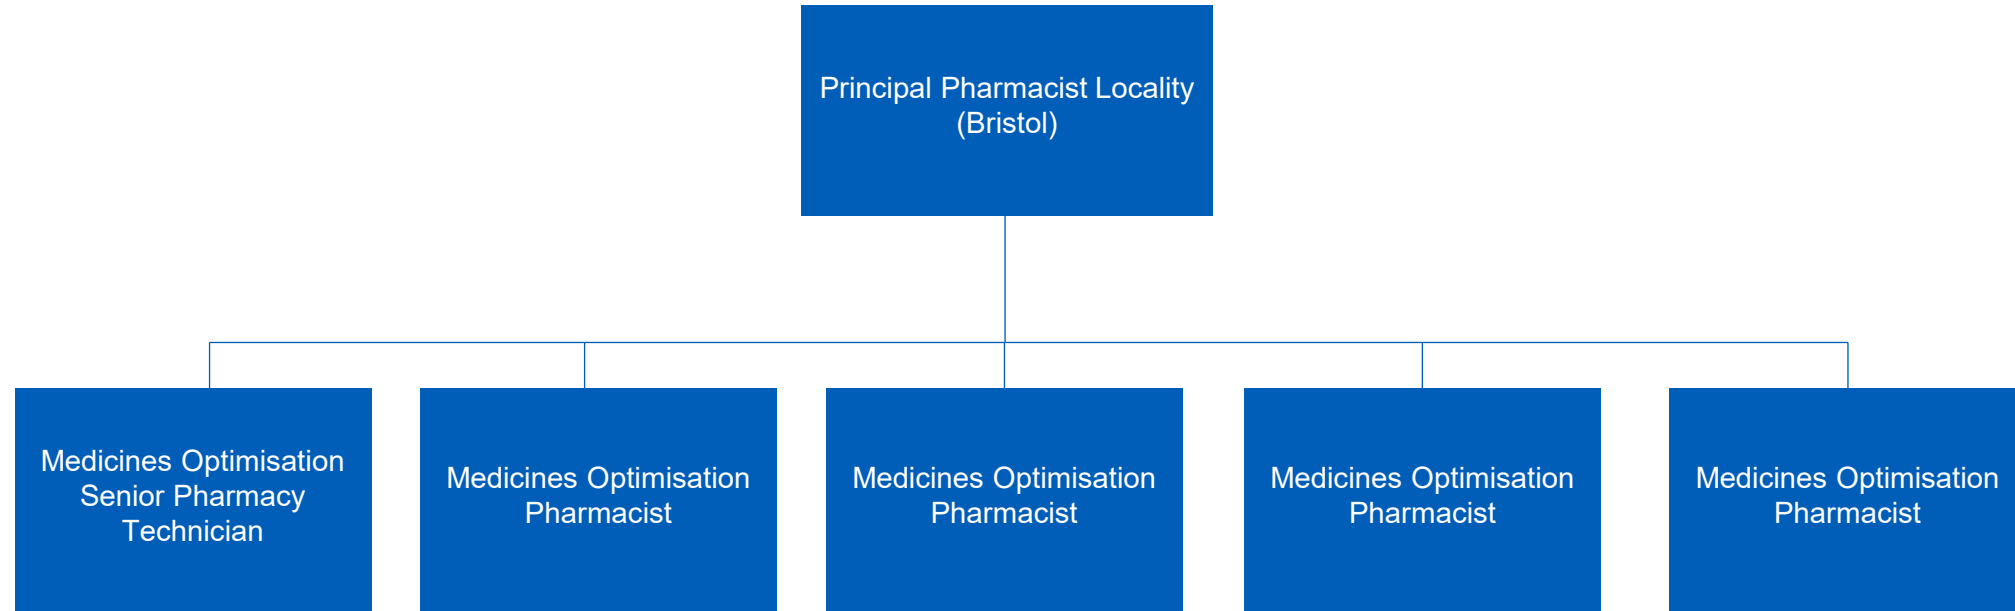 Principal Pharmacist Locality
(Bristol)
Medicines Optimisation
Senior Pharmacy
Technician
Medicines Optimisation
Pharmacist
Medicines Optimisation
Pharmacist
Medicines Optimisation
Pharmacist
Medicines Optimisation
Pharmacist